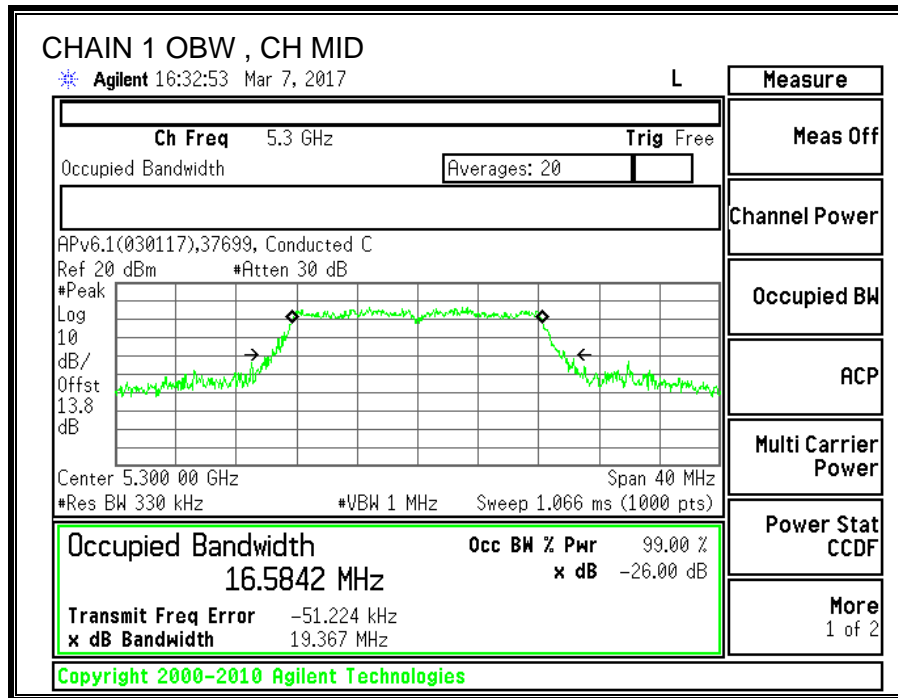 CHAIN 1 OBW , CH MID
Agilent 16:32:53 Mar 7, 2017 L
Measure
Ch Freq 5.3 GHz Trig Free
Meas Off
Occupied Bandwidth Averages: 20
Channel Power
APv6.1(030117),37699, Conducted C
Ref 20 dBm #Atten 30 dB
#Peak
Log
10
dB/
Offst
13.8
dB
Occupied BW
ACP
Multi Carrier
Power
Center 5.300 00 GHz Span 40 MHz
#Res BW 330 kHz #VBW 1 MHz Sweep 1.066 ms (1000 pts)
Power Stat
CCDF
Occupied Bandwidth Occ BW % Pwr 99.00 %
16.5842 MHz x dB -26.00 dB
Transmit Freq Error -51.224 kHz
x dB Bandwidth 19.367 MHz
More
1 of 2
Copyright 2000-2010 Agilent Technologies